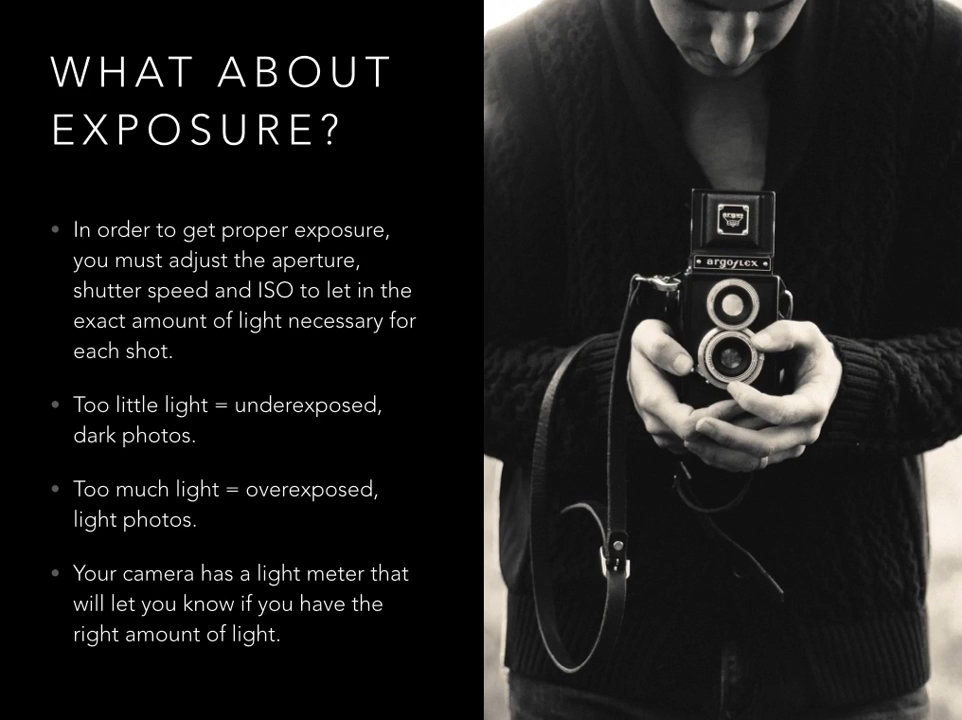 WHAT ABOUT
EXPOSURE?
• In order to get proper exposure,
you must adjust the aperture,
shutter speed and ISO to let in the
exact amount of light necessary for
each shot.
• Too little light = underexposed,
dark photos.
• Too much light = overexposed,
light photos.
• Your camera has a light meter that
will let you know if you have the
right amount of light.
argus
argoflex